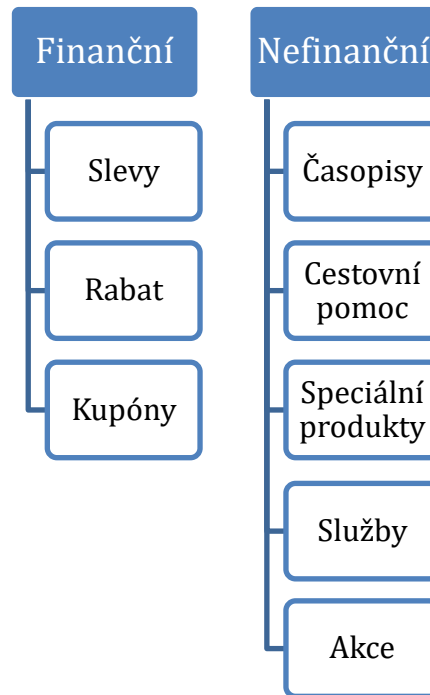 Finanční
Slevy
Rabat
Kupóny
Nefinanční
Časopisy
Cestovní
pomoc
Speciální
produkty
Služby
Akce